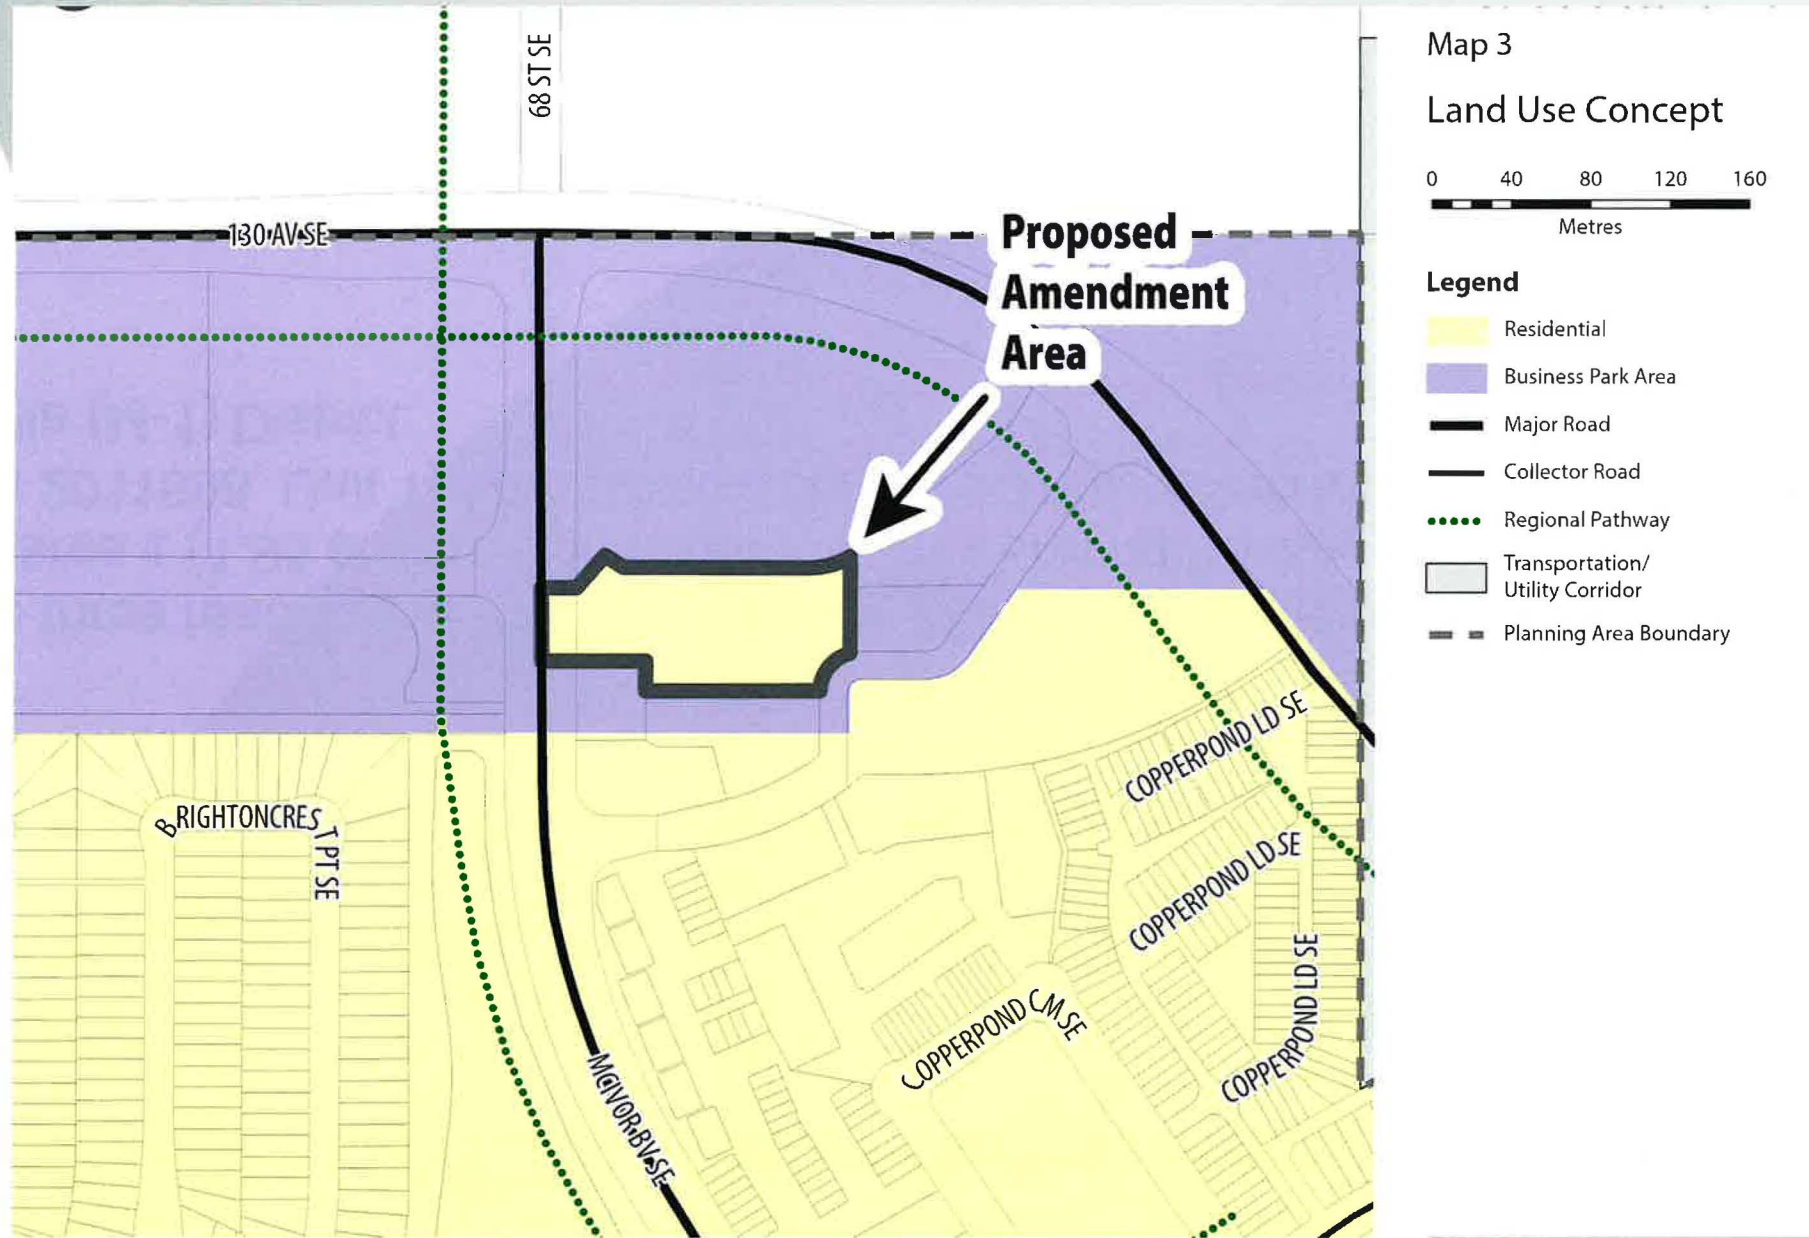 68 ST SE
130 AV SE
Proposed
Amendment
Area
BRIGHTONCREST PT SE
COPPERPOND LD SE
COPPERPOND LD SE
COPPERPOND LD SE
COPPERPOND CM SE
MCIVOR BV SE
Map 3
Land Use Concept
0 40 80 120 160
Metres
Legend
Residential
Business Park Area
Major Road
Collector Road
Regional Pathway
Transportation/
Utility Corridor
Planning Area Boundary